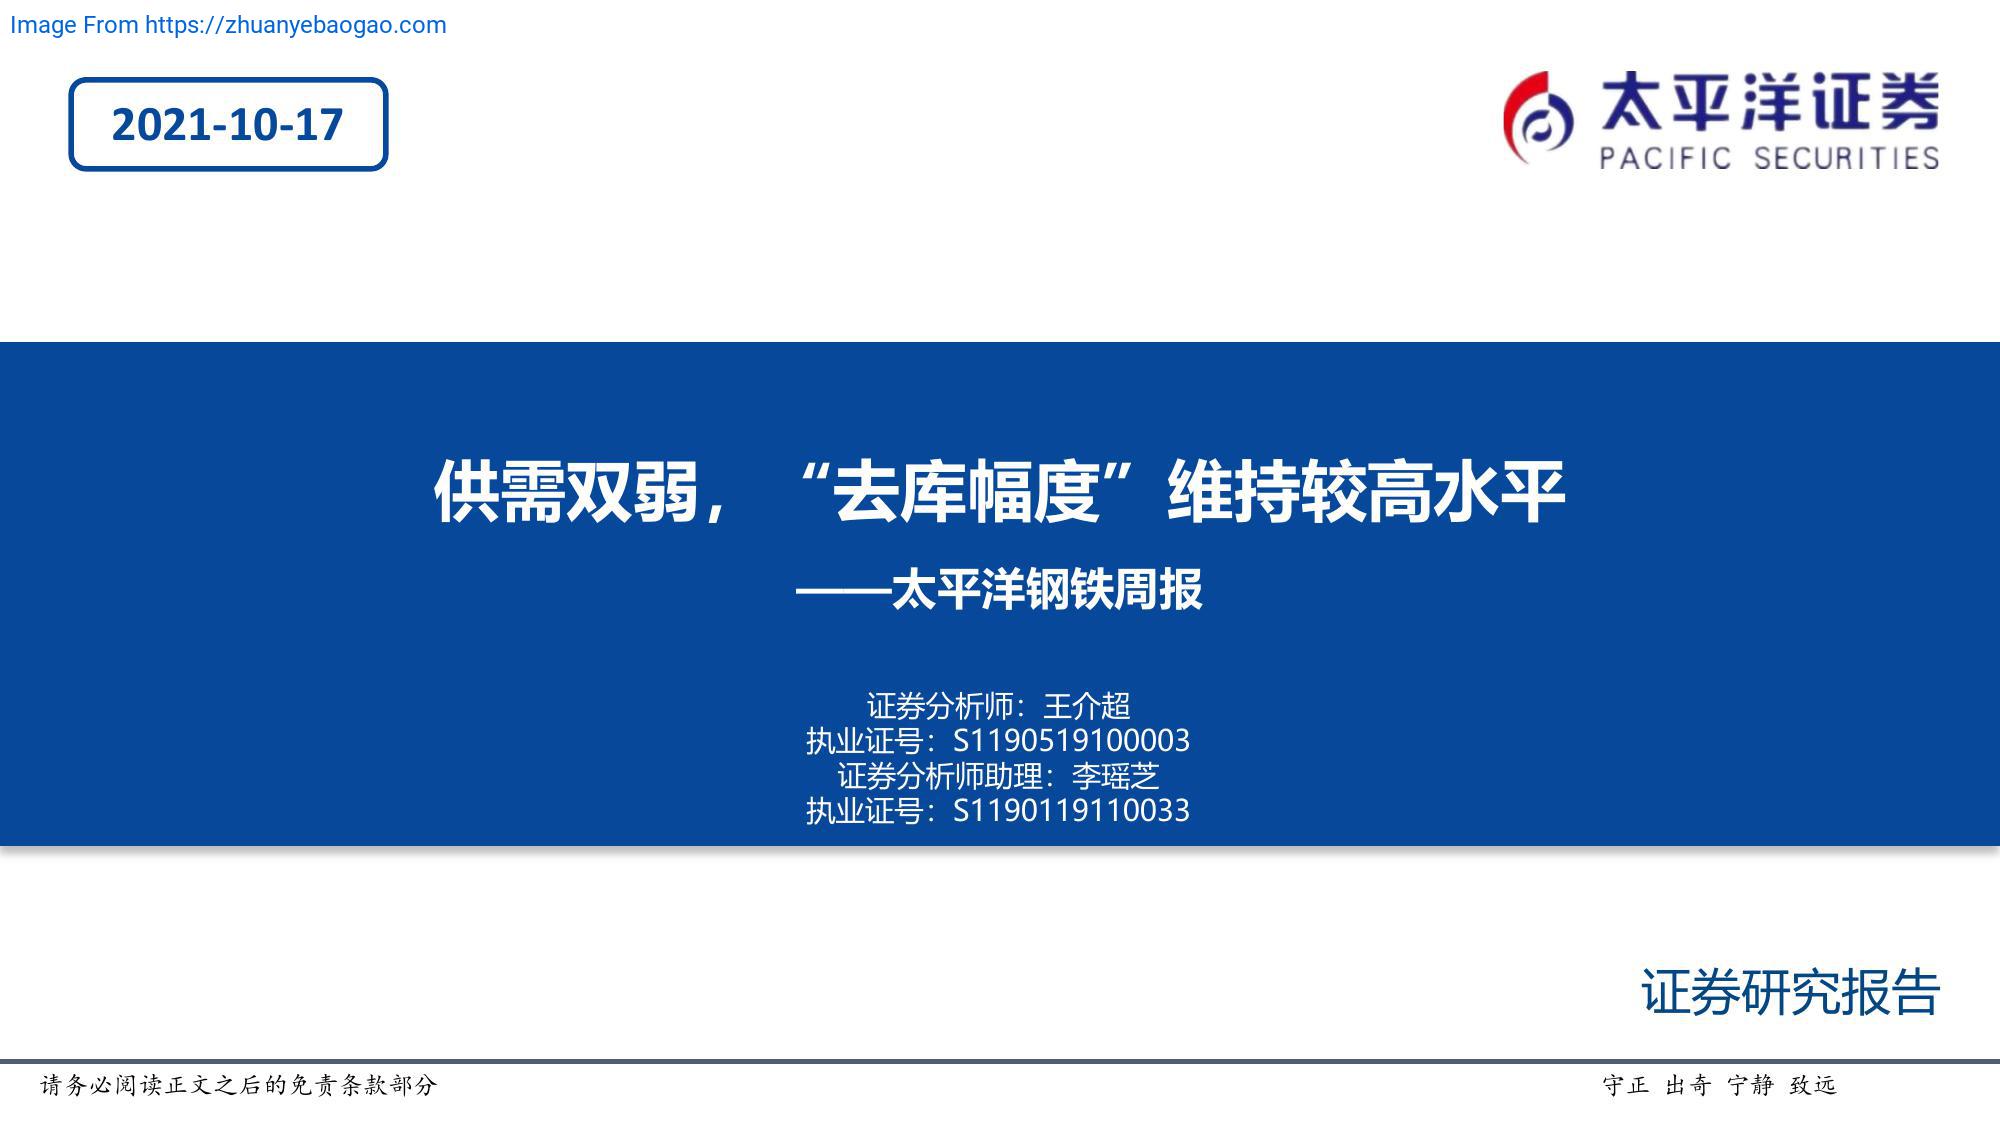 Image From https://zhuanyebaogao.com
2021-10-17
太平洋证券
PACIFIC SECURITIES
供需双弱，“去库幅度”维持较高水平
——太平洋钢铁周报
证券分析师：王介超
执业证号：S1190519100003
证券分析师助理：李瑶芝
执业证号：S1190119110033
证券研究报告
请务必阅读正文之后的免责条款部分
守正 出奇 宁静 致远